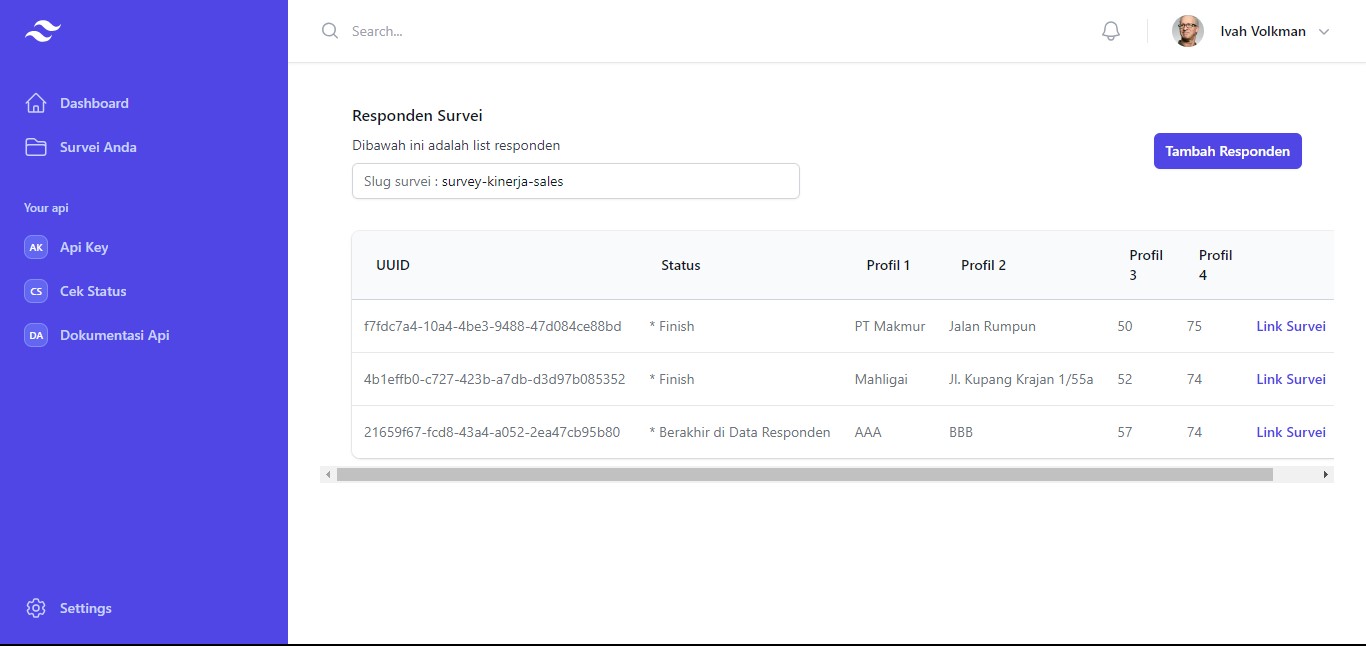 Search...
Ivah Volkman
Dashboard
Survei Anda
Your api
AK Api Key
CS Cek Status
DA Dokumentasi Api
Settings
Responden Survei
Dibawah ini adalah list responden
Slug survei : survey-kinerja-sales
Tambah Responden
UUID Status Profil 1 Profil 2 Profil 3 Profil 4
f7fdc7a4-10a4-4be3-9488-47d084ce88bd * Finish PT Makmur Jalan Rumpun 50 75 Link Survei
4b1effb0-c727-423b-a7db-d3d97b085352 * Finish Mahligai Jl. Kupang Krajan 1/55a 52 74 Link Survei
21659f67-fcd8-43a4-a052-2ea47cb95b80 * Berakhir di Data Responden AAA BBB 57 74 Link Survei